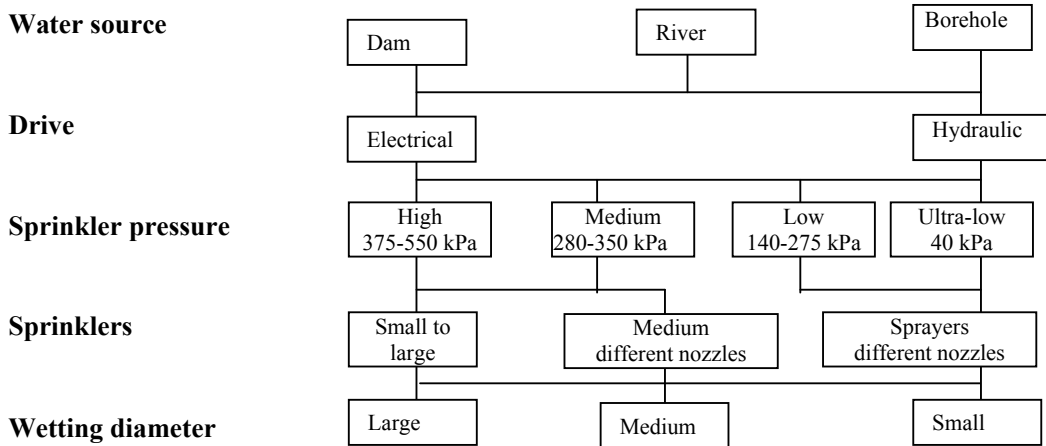 Water source
Dam
River
Borehole
Drive
Electrical
Hydraulic
Sprinkler pressure
High
375-550 kPa
Medium
280-350 kPa
Low
140-275 kPa
Ultra-low
40 kPa
Sprinklers
Small to
large
Medium
different nozzles
Sprayers
different nozzles
Wetting diameter
Large
Medium
Small